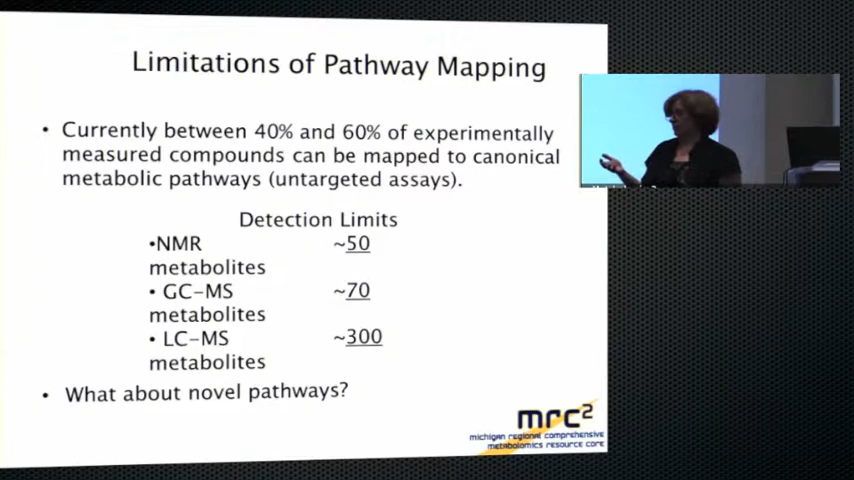 Limitations of Pathway Mapping
• Currently between 40% and 60% of experimentally
measured compounds can be mapped to canonical
metabolic pathways (untargeted assays).
Detection Limits
•NMR ~50
metabolites
• GC-MS ~70
metabolites
• LC-MS ~300
metabolites
• What about novel pathways?
mrc2
michigan regional comprehensive
metabolomics resource core